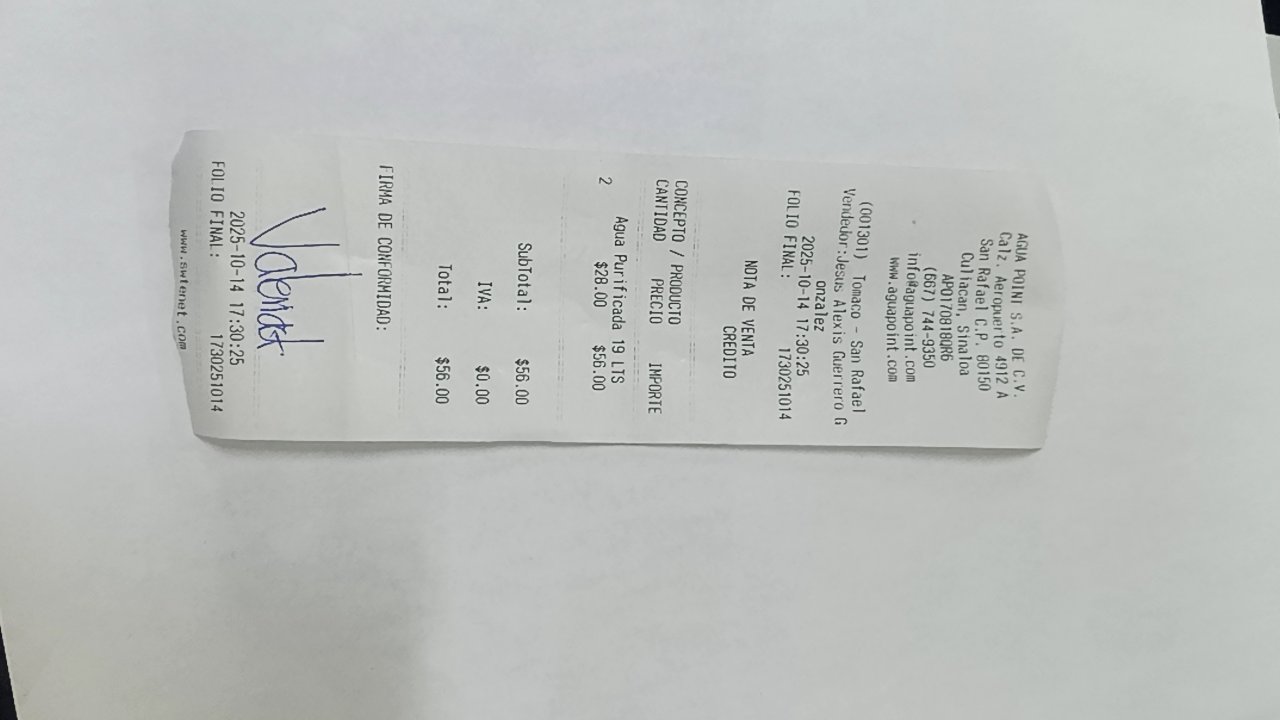 AGUA POINT S.A. DE C.V.
Calz. Aeropuerto 4912 A
San Rafael C.P. 80150
Culiacan, Sinaloa
APO170818QR6
(667) 744-9350
info@aguapoint.com
www.aguapoint.com
(001301) Tomaco - San Rafael
Vendedor:Jesus Alexis Guerrero G
onzalez
2025-10-14 17:30:25
FOLIO FINAL: 1730251014
NOTA DE VENTA
CREDITO
CONCEPTO / PRODUCTO
CANTIDAD PRECIO IMPORTE
Agua Purificada 19 LTS
2 $28.00 $56.00
SubTotal: $56.00
IVA: $0.00
Total: $56.00
FIRMA DE CONFORMIDAD:
2025-10-14 17:30:25
FOLIO FINAL: 1730251014
www.swtenet.com